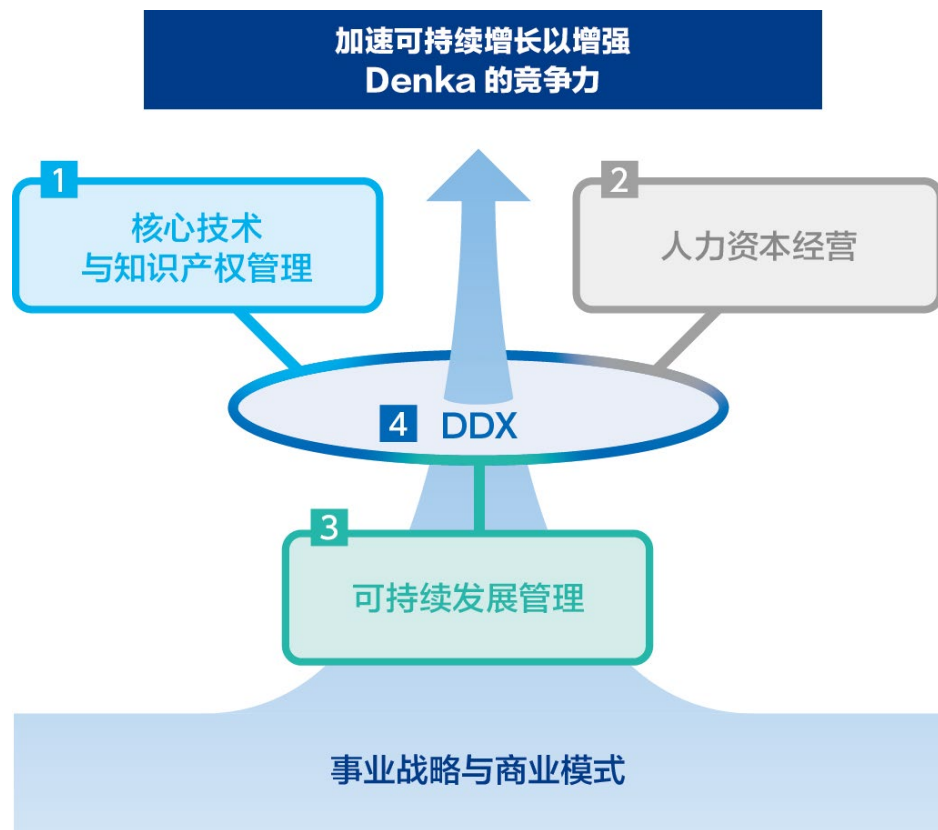 加速可持续增长以增强
Denka 的竞争力
1
核心技术
与知识产权管理
2
人力资本经营
4 DDX
3
可持续发展管理
事业战略与商业模式